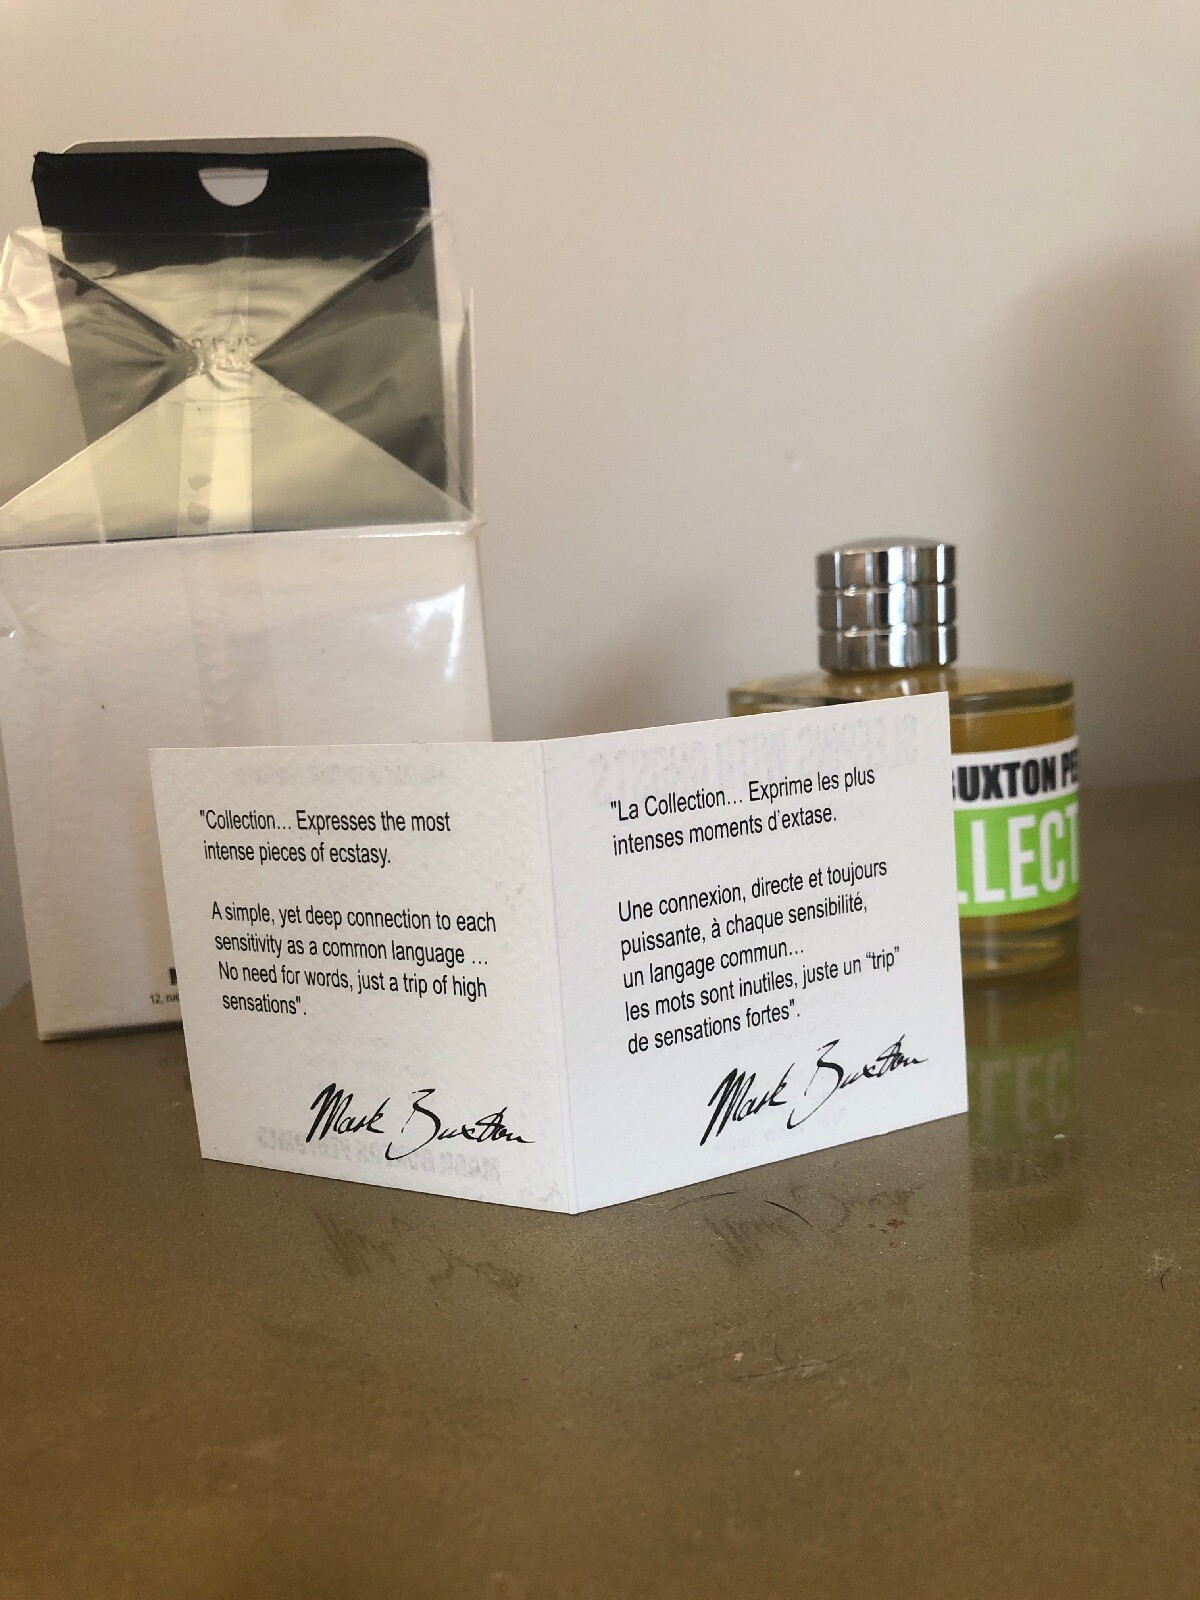 "Collection... Expresses the most
intense pieces of ecstasy.
A simple, yet deep connection to each
sensitivity as a common language ...
No need for words, just a trip of high
sensations".
Mark Buxton
"La Collection... Exprime les plus
intenses moments d'extase.
Une connexion, directe et toujours
puissante, à chaque sensibilité,
un langage commun...
les mots sont inutiles, juste un “trip”
de sensations fortes".
Mark Buxton
BUXTON PE
LLECT
12,